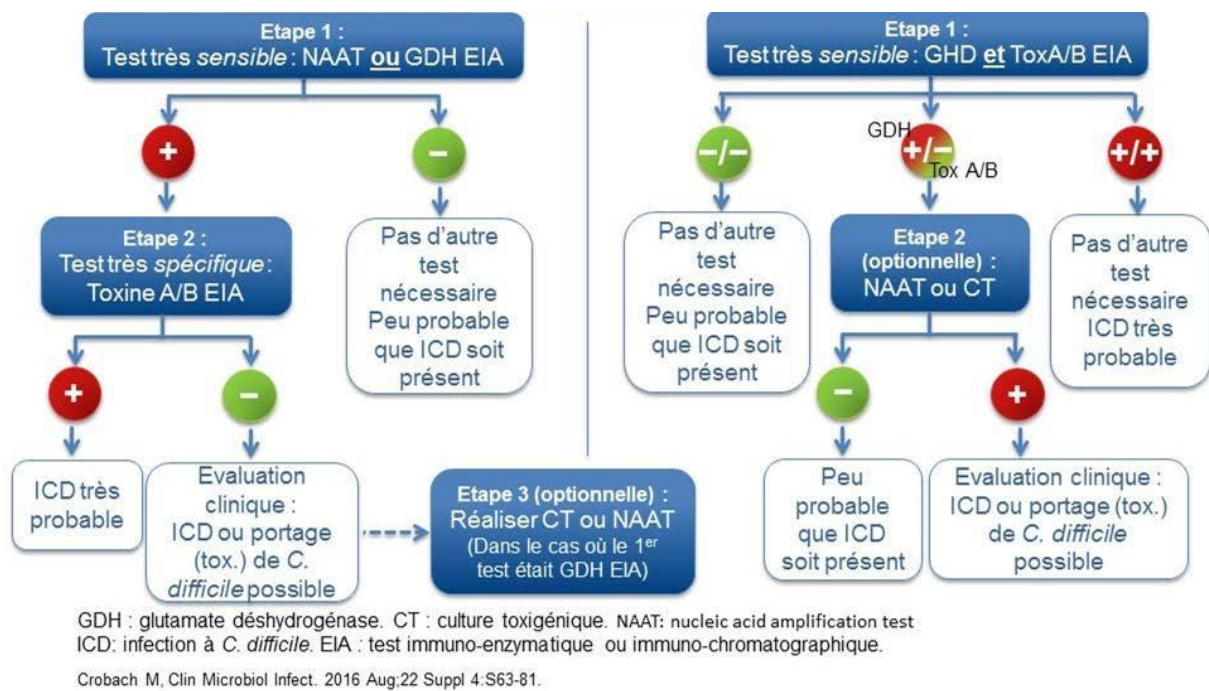 Etape 1 :
Test très sensible : NAAT ou GDH EIA
+
−
Etape 2 :
Test très spécifique :
Toxine A/B EIA
Pas d'autre
test
nécessaire
Peu probable
que ICD soit
présent
+
−
ICD très
probable
Evaluation
clinique :
ICD ou portage
(tox.) de C.
difficile possible
Etape 3 (optionnelle) :
Réaliser CT ou NAAT
(Dans le cas où le 1er
test était GDH EIA)
Etape 1 :
Test très sensible : GHD et ToxA/B EIA
−/−
GDH
+/−
Tox A/B
+/+
Pas d'autre
test
nécessaire
Peu probable
que ICD soit
présent
Etape 2
(optionnelle) :
NAAT ou CT
Pas d'autre
test
nécessaire
ICD très
probable
−
+
Peu
probable
que ICD
soit présent
Evaluation clinique :
ICD ou portage (tox.)
de C. difficile
possible
GDH : glutamate déshydrogénase. CT : culture toxigénique. NAAT: nucleic acid amplification test
ICD: infection à C. difficile. EIA : test immuno-enzymatique ou immuno-chromatographique.
Crobach M, Clin Microbiol Infect. 2016 Aug;22 Suppl 4:S63-81.